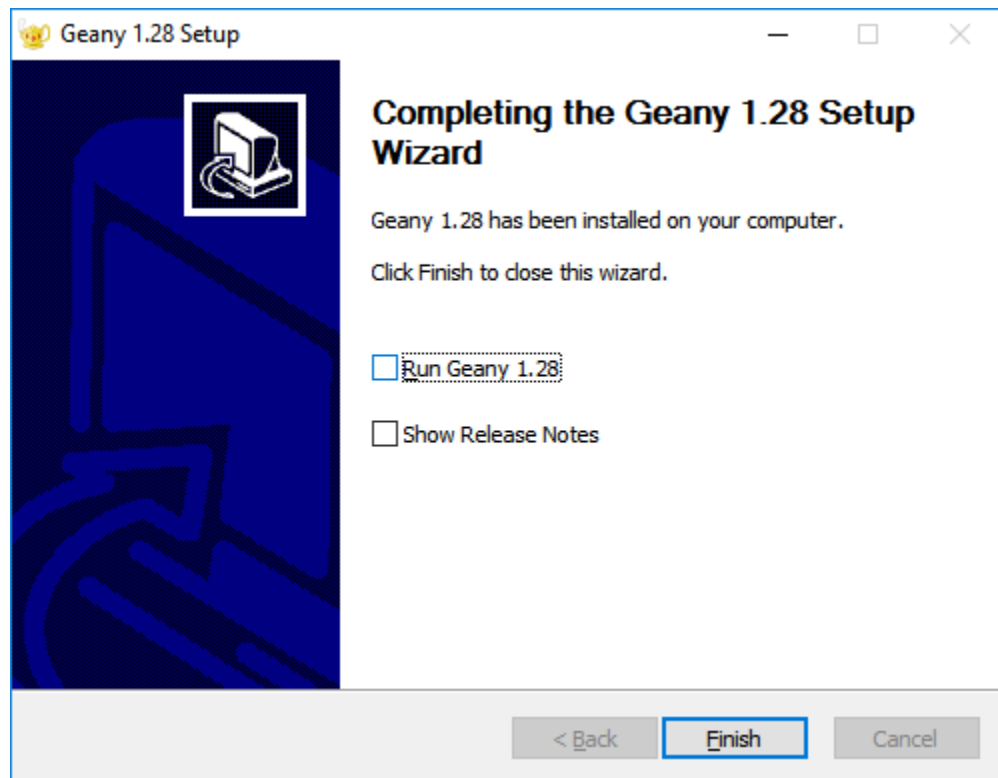 Geany 1.28 Setup
Completing the Geany 1.28 Setup
Wizard
Geany 1.28 has been installed on your computer.
Click Finish to close this wizard.
Run Geany 1.28
Show Release Notes
< Back
Finish
Cancel